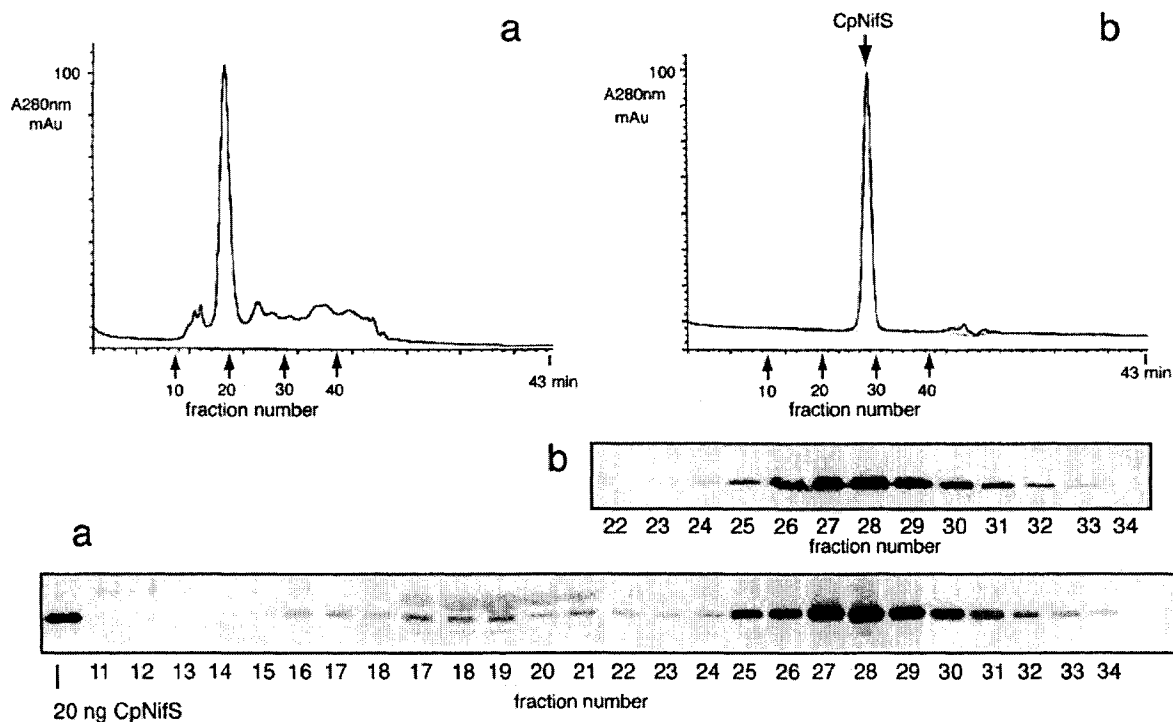 a
100
A280nm
mAu
10 20 30 40
43 min
fraction number
CpNifS
b
100
A280nm
mAu
10 20 30 40
43 min
fraction number
b
22 23 24 25 26 27 28 29 30 31 32 33 34
fraction number
a
11 12 13 14 15 16 17 18 17 18 19 20 21 22 23 24 25 26 27 28 29 30 31 32 33 34
20 ng CpNifS
fraction number